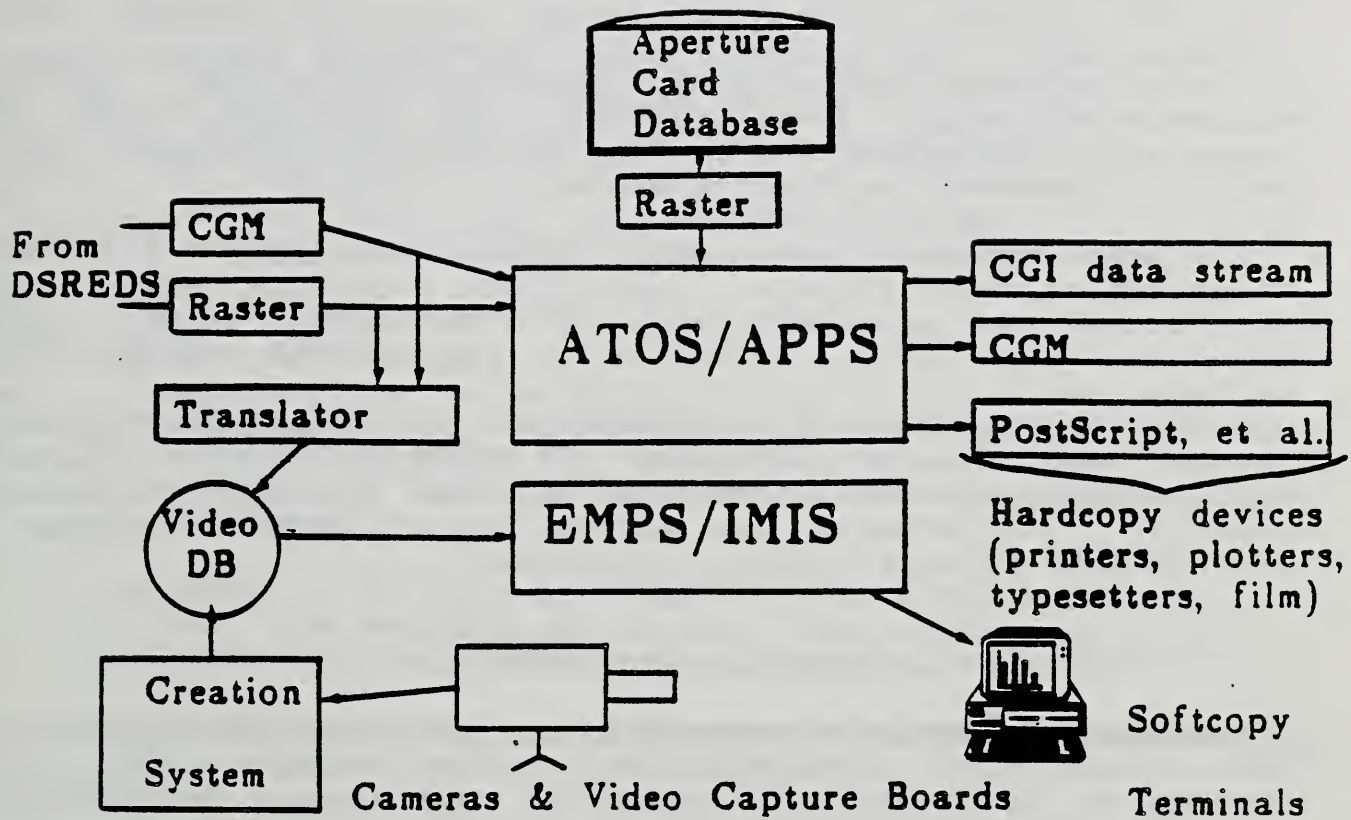 Aperture
Card
Database
Raster
CGM
From
DSREDS
Raster
ATOS/APPS
CGI data stream
CGM
PostScript, et al.
Translator
Video
DB
EMPS/IMIS
Hardcopy devices
(printers, plotters,
typesetters, film)
Creation
System
Cameras & Video Capture Boards
Softcopy
Terminals